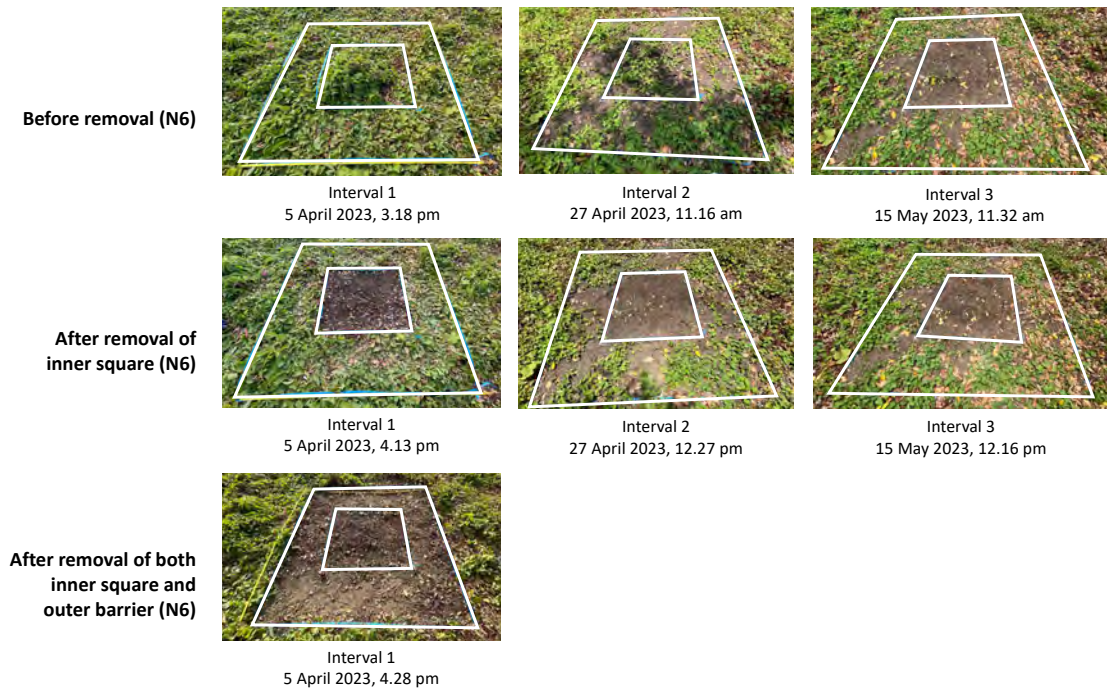 Before removal (N6)
Interval 1
5 April 2023, 3.18 pm
Interval 2
27 April 2023, 11.16 am
Interval 3
15 May 2023, 11.32 am
After removal of
inner square (N6)
Interval 1
5 April 2023, 4.13 pm
Interval 2
27 April 2023, 12.27 pm
Interval 3
15 May 2023, 12.16 pm
After removal of both
inner square and
outer barrier (N6)
Interval 1
5 April 2023, 4.28 pm